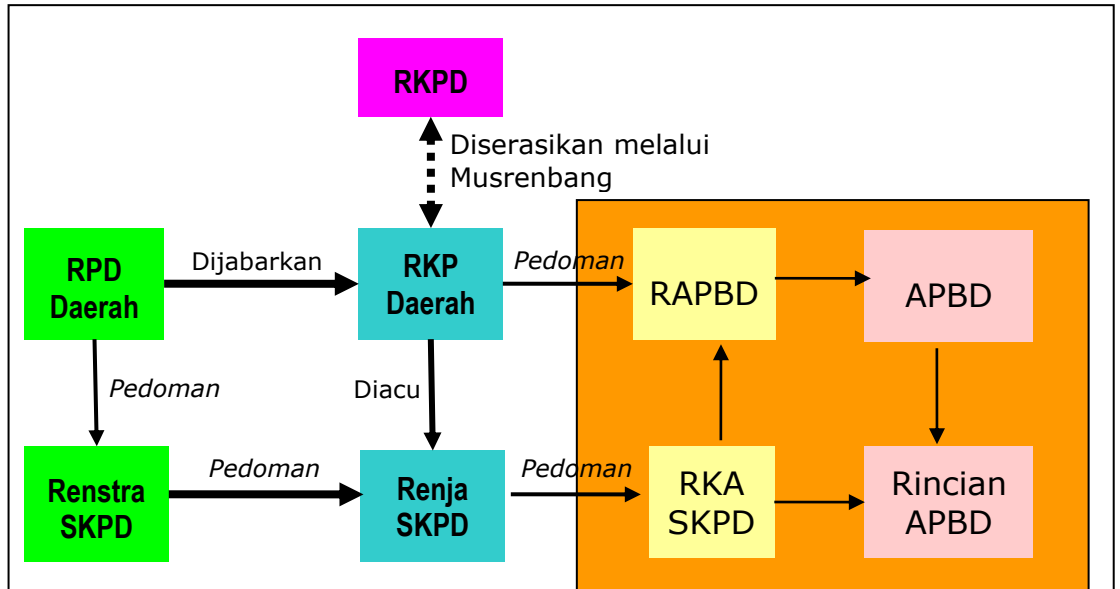 RKPD
Diserasikan melalui
Musrenbang
RPD
Daerah
Dijabarkan
RKP
Daerah
Pedoman
RAPBD
APBD
Pedoman
Diacu
Renstra
SKPD
Pedoman
Renja
SKPD
Pedoman
RKA
SKPD
Rincian
APBD